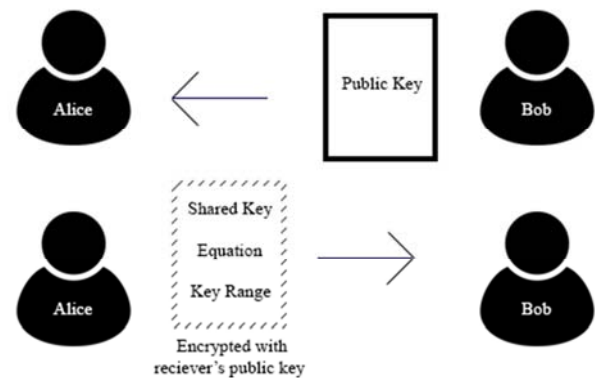 Alice
Public Key
Bob
Shared Key
Equation
Key Range
Alice
Bob
Encrypted with
reciever's public key